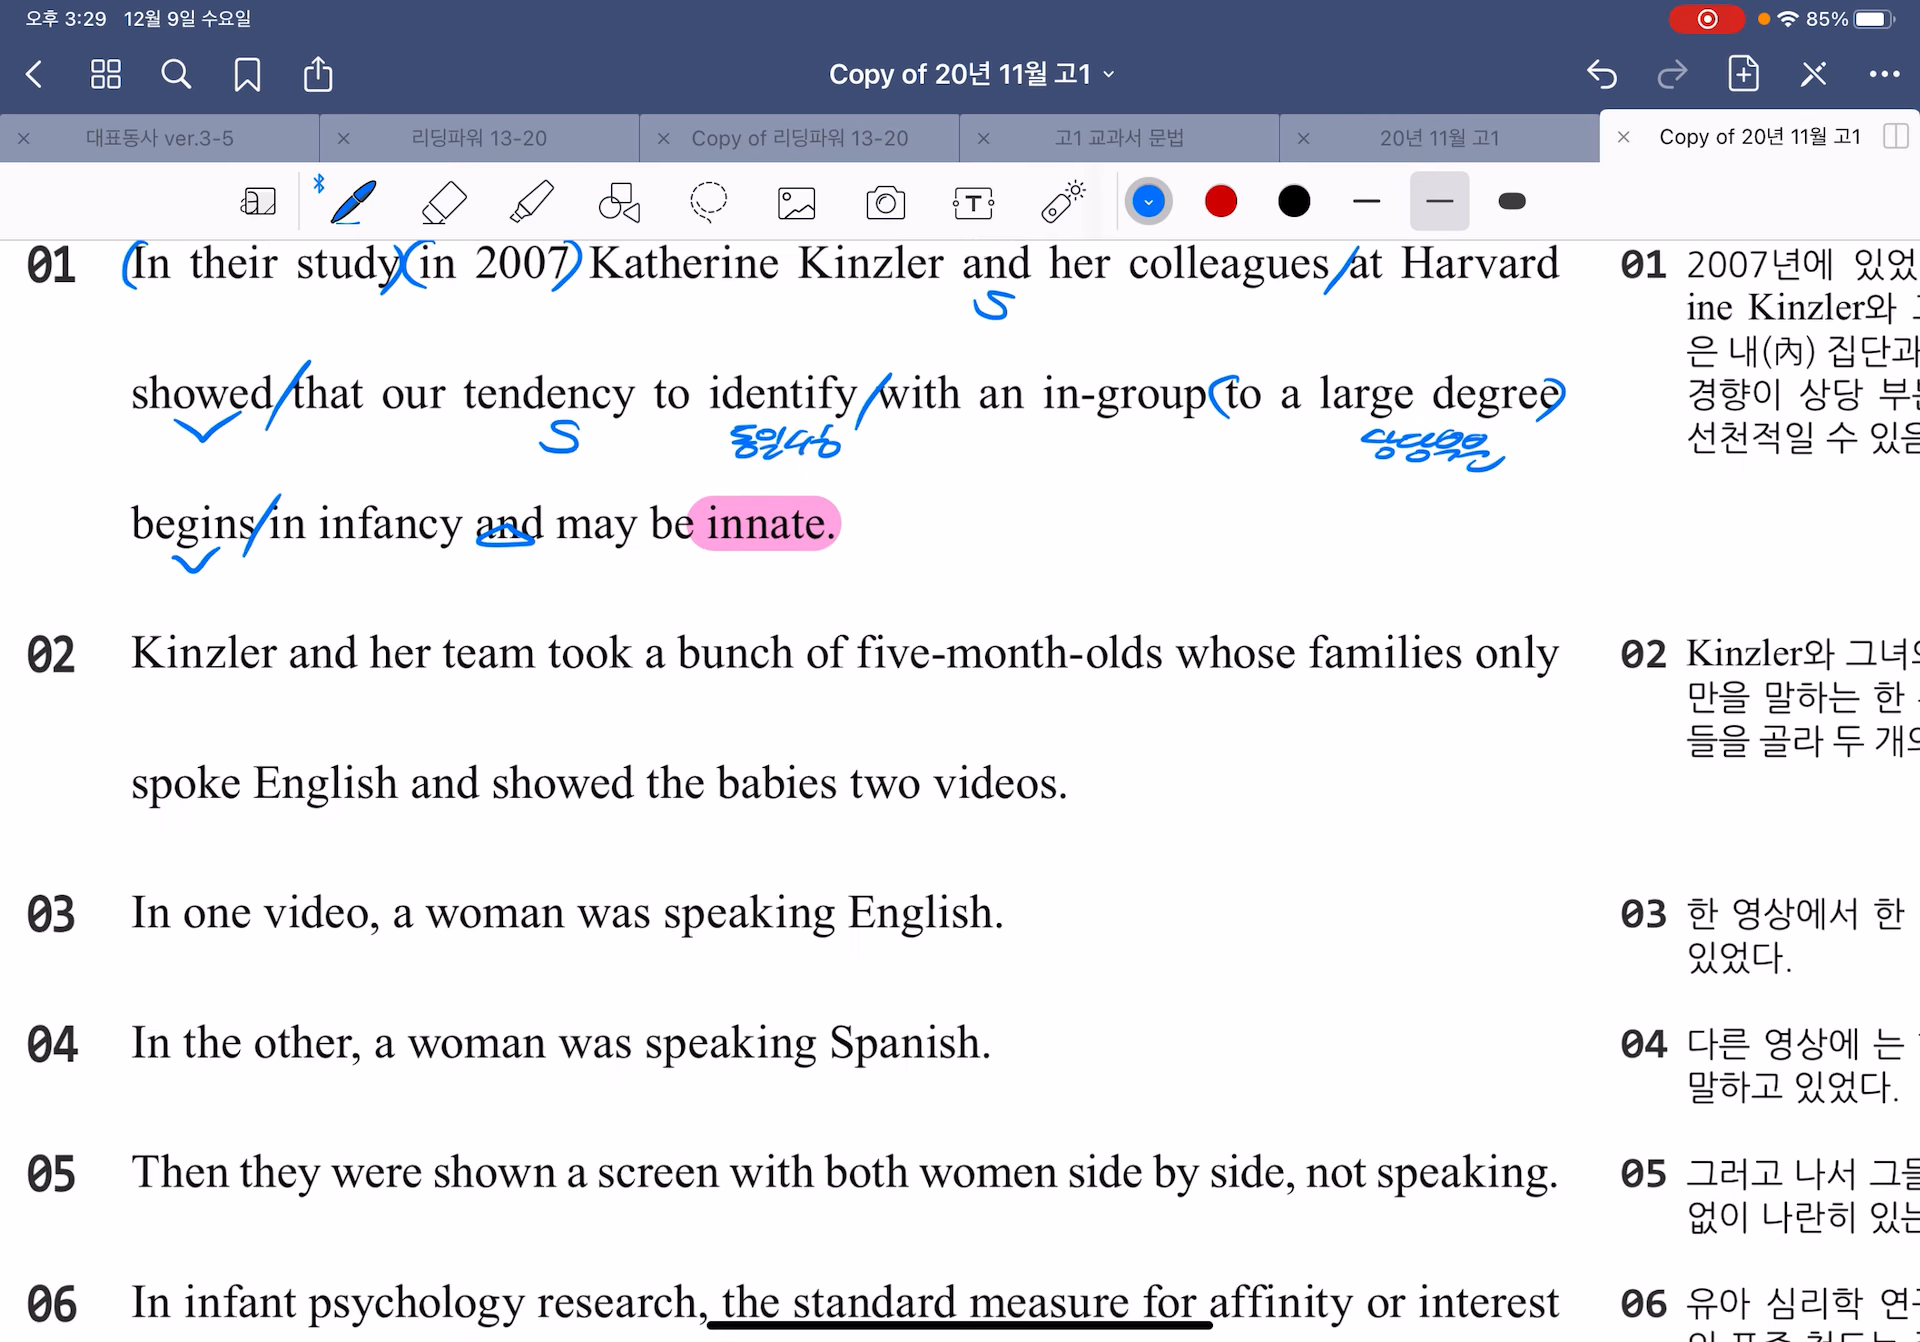 오후 3:29 12월 9일 수요일 85%
Copy of 20년 11월 고1
대표동사 ver.3-5 리딩파워 13-20 Copy of 리딩파워 13-20 고1 교과서 문법 20년 11월 고1 Copy of 20년 11월 고1
01 (In their study)(in 2007) Katherine Kinzler and her colleagues/at Harvard
S
showed/that our tendency to identify/with an in-group(to a large degree)
S 동일시하 상당부분
begins/in infancy and may be innate.
02 Kinzler and her team took a bunch of five-month-olds whose families only
spoke English and showed the babies two videos.
03 In one video, a woman was speaking English.
04 In the other, a woman was speaking Spanish.
05 Then they were shown a screen with both women side by side, not speaking.
06 In infant psychology research, the standard measure for affinity or interest
01 2007년에 있었
ine Kinzler와
은 내(內) 집단과
경향이 상당 부분
선천적일 수 있음
02 Kinzler와 그녀의
만을 말하는 한
들을 골라 두 개의
03 한 영상에서 한
있었다.
04 다른 영상에 는
말하고 있었다.
05 그러고 나서 그들
없이 나란히 있는
06 유아 심리학 연구